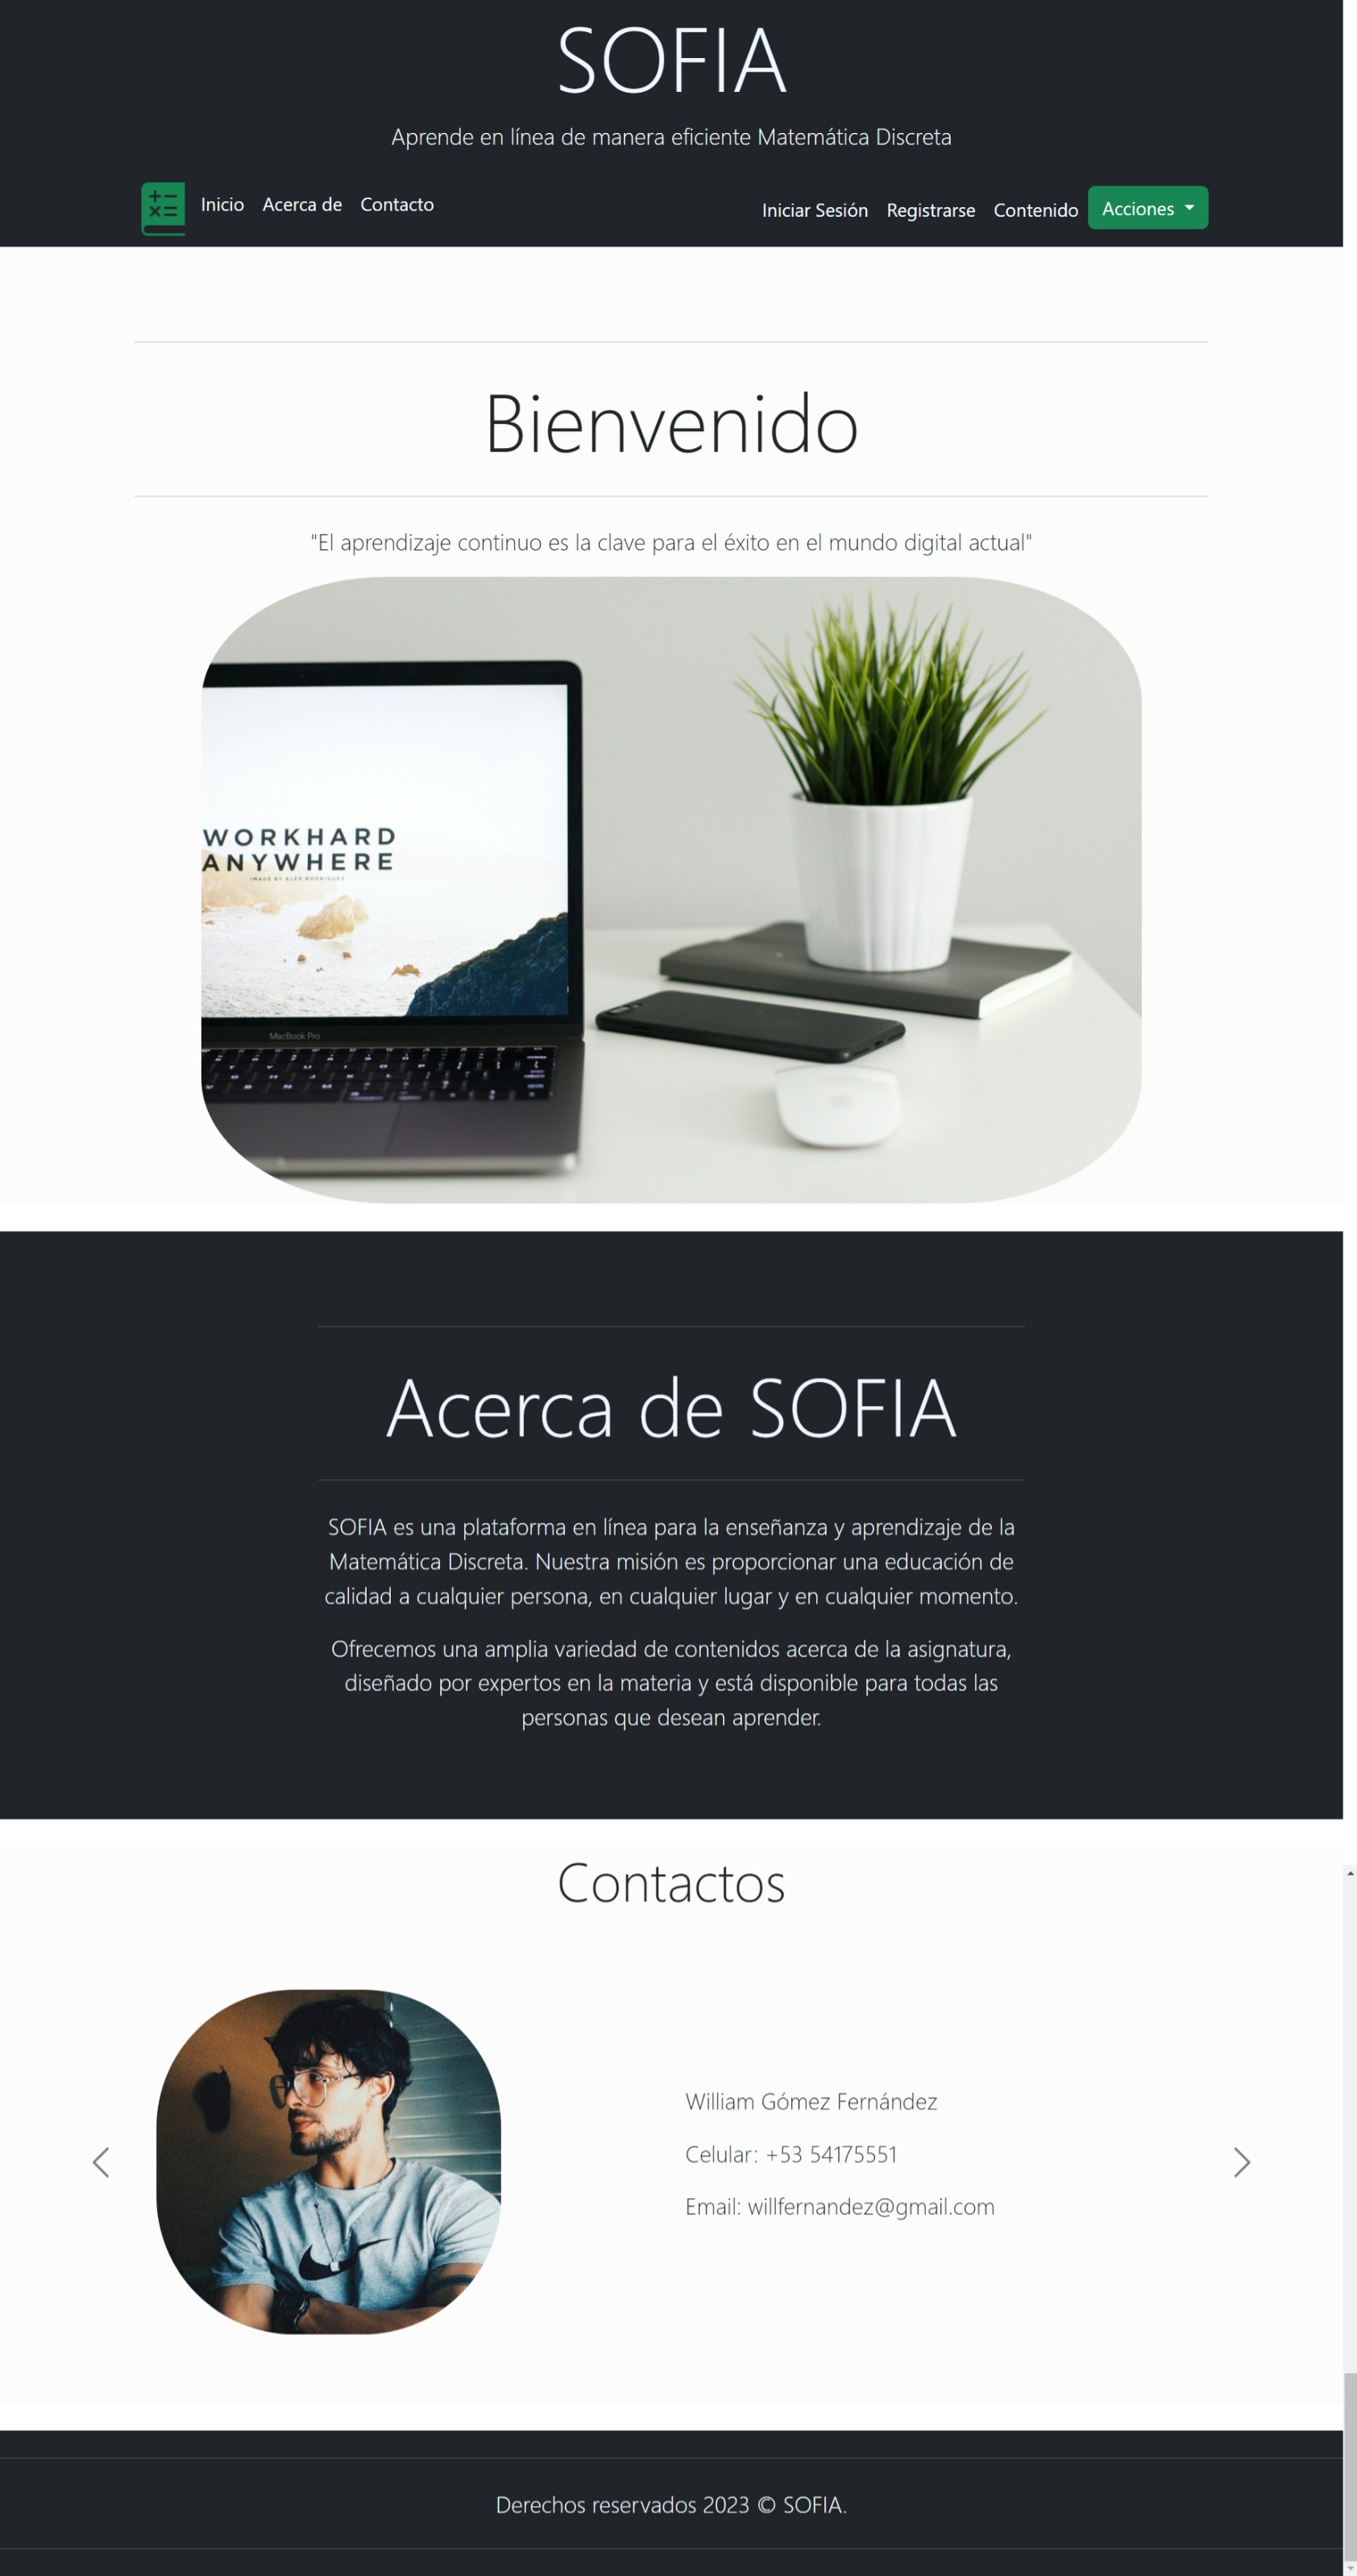 SOFIA
Aprende en línea de manera eficiente Matemática Discreta
Inicio Acerca de Contacto
Iniciar Sesión Registrarse Contenido Acciones
Bienvenido
"El aprendizaje continuo es la clave para el éxito en el mundo digital actual"
WORKHARD
ANYWHERE
IMAGE BY ALEX RODRIGUEZ
MacBook Pro
Acerca de SOFIA
SOFIA es una plataforma en línea para la enseñanza y aprendizaje de la
Matemática Discreta. Nuestra misión es proporcionar una educación de
calidad a cualquier persona, en cualquier lugar y en cualquier momento.
Ofrecemos una amplia variedad de contenidos acerca de la asignatura,
diseñado por expertos en la materia y está disponible para todas las
personas que desean aprender.
Contactos
William Gómez Fernández
Celular: +53 54175551
Email: willfernandez@gmail.com
Derechos reservados 2023 © SOFIA.